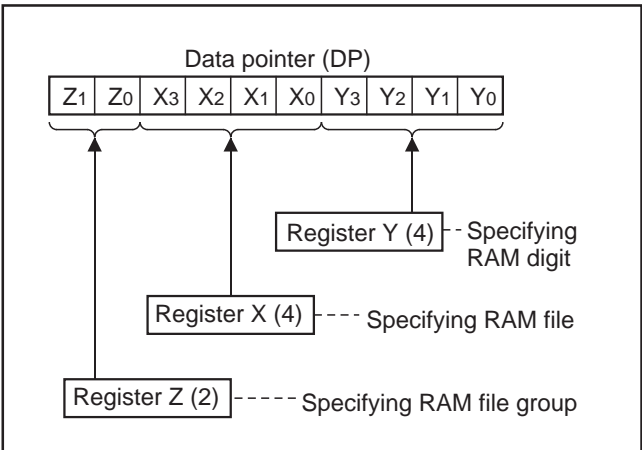 Data pointer (DP)
Z1 Z0 X3 X2 X1 X0 Y3 Y2 Y1 Y0
Register Y (4) Specifying
RAM digit
Register X (4) Specifying RAM file
Register Z (2) Specifying RAM file group